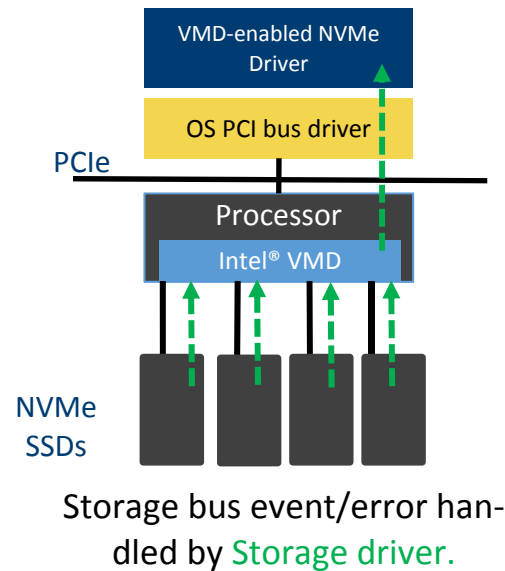 VMD-enabled NVMe
Driver
OS PCI bus driver
PCIe
Processor
Intel® VMD
NVMe
SSDs
Storage bus event/error han-
dled by Storage driver.